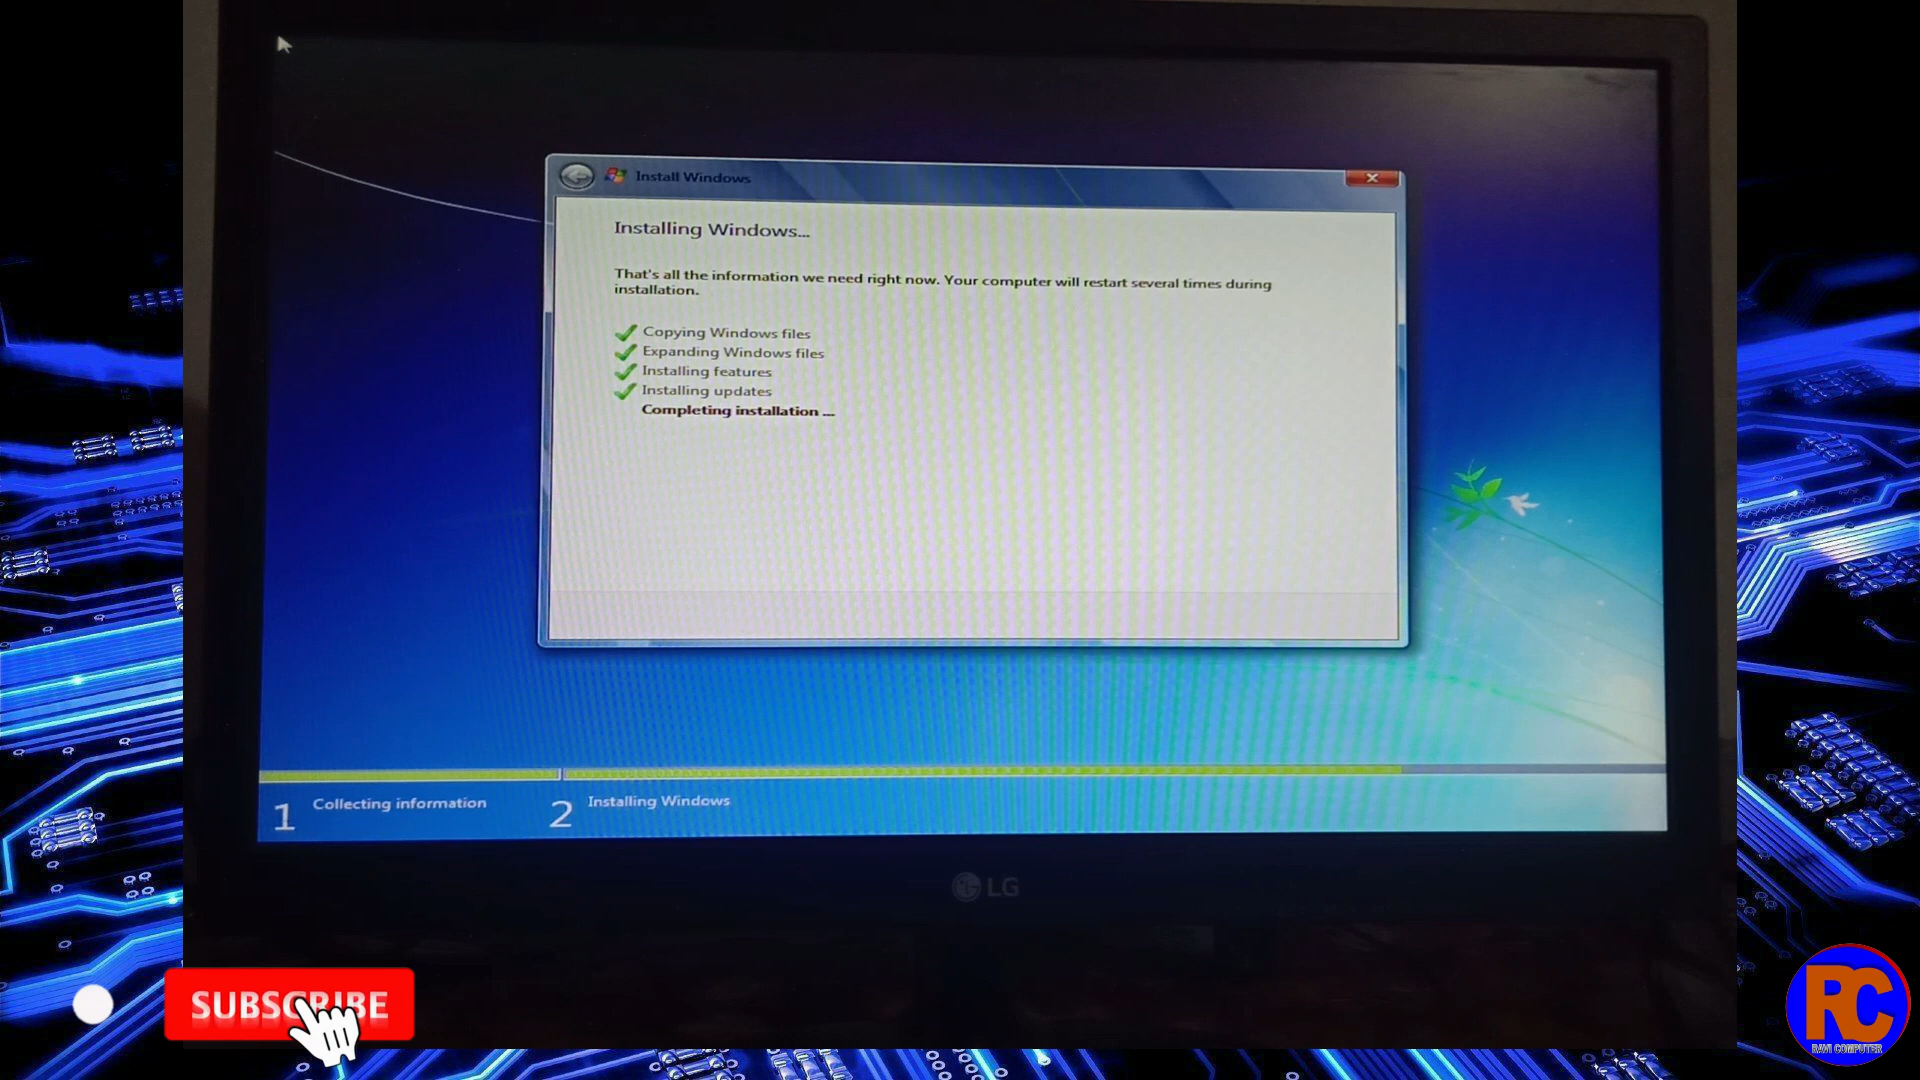 Install Windows
Installing Windows...
That's all the information we need right now. Your computer will restart several times during
installation.
Copying Windows files
Expanding Windows files
Installing features
Installing updates
Completing installation ...
1 Collecting information
2 Installing Windows
LG
SUBSCRIBE
RC
RAVI COMPUTER